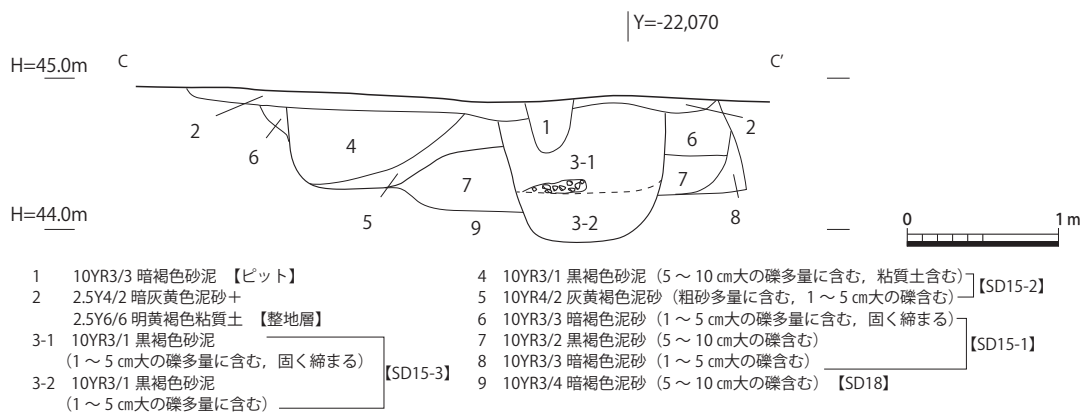 Y=-22,070
H=45.0m
C
C'
2
6
4
1
3-1
6
2
7
7
5
9
3-2
8
H=44.0m
0
1 m
1 10YR3/3 暗褐色砂泥 【ピット】
2 2.5Y4/2 暗灰黄色泥砂＋
2.5Y6/6 明黄褐色粘質土 【整地層】
3-1 10YR3/1 黒褐色砂泥
（1 ～ 5 ㎝大の礫多量に含む，固く締まる）
3-2 10YR3/1 黒褐色砂泥
（1 ～ 5 ㎝大の礫多量に含む）
【SD15-3】
4 10YR3/1 黒褐色砂泥（5 ～ 10 ㎝大の礫多量に含む，粘質土含む）
5 10YR4/2 灰黄褐色泥砂（粗砂多量に含む，1 ～ 5 ㎝大の礫含む）
【SD15-2】
6 10YR3/3 暗褐色泥砂（1 ～ 5 ㎝大の礫多量に含む，固く締まる）
7 10YR3/2 黒褐色泥砂（5 ～ 10 ㎝大の礫含む）
8 10YR3/3 暗褐色泥砂（1 ～ 5 ㎝大の礫含む）
【SD15-1】
9 10YR3/4 暗褐色泥砂（5 ～ 10 ㎝大の礫含む）【SD18】